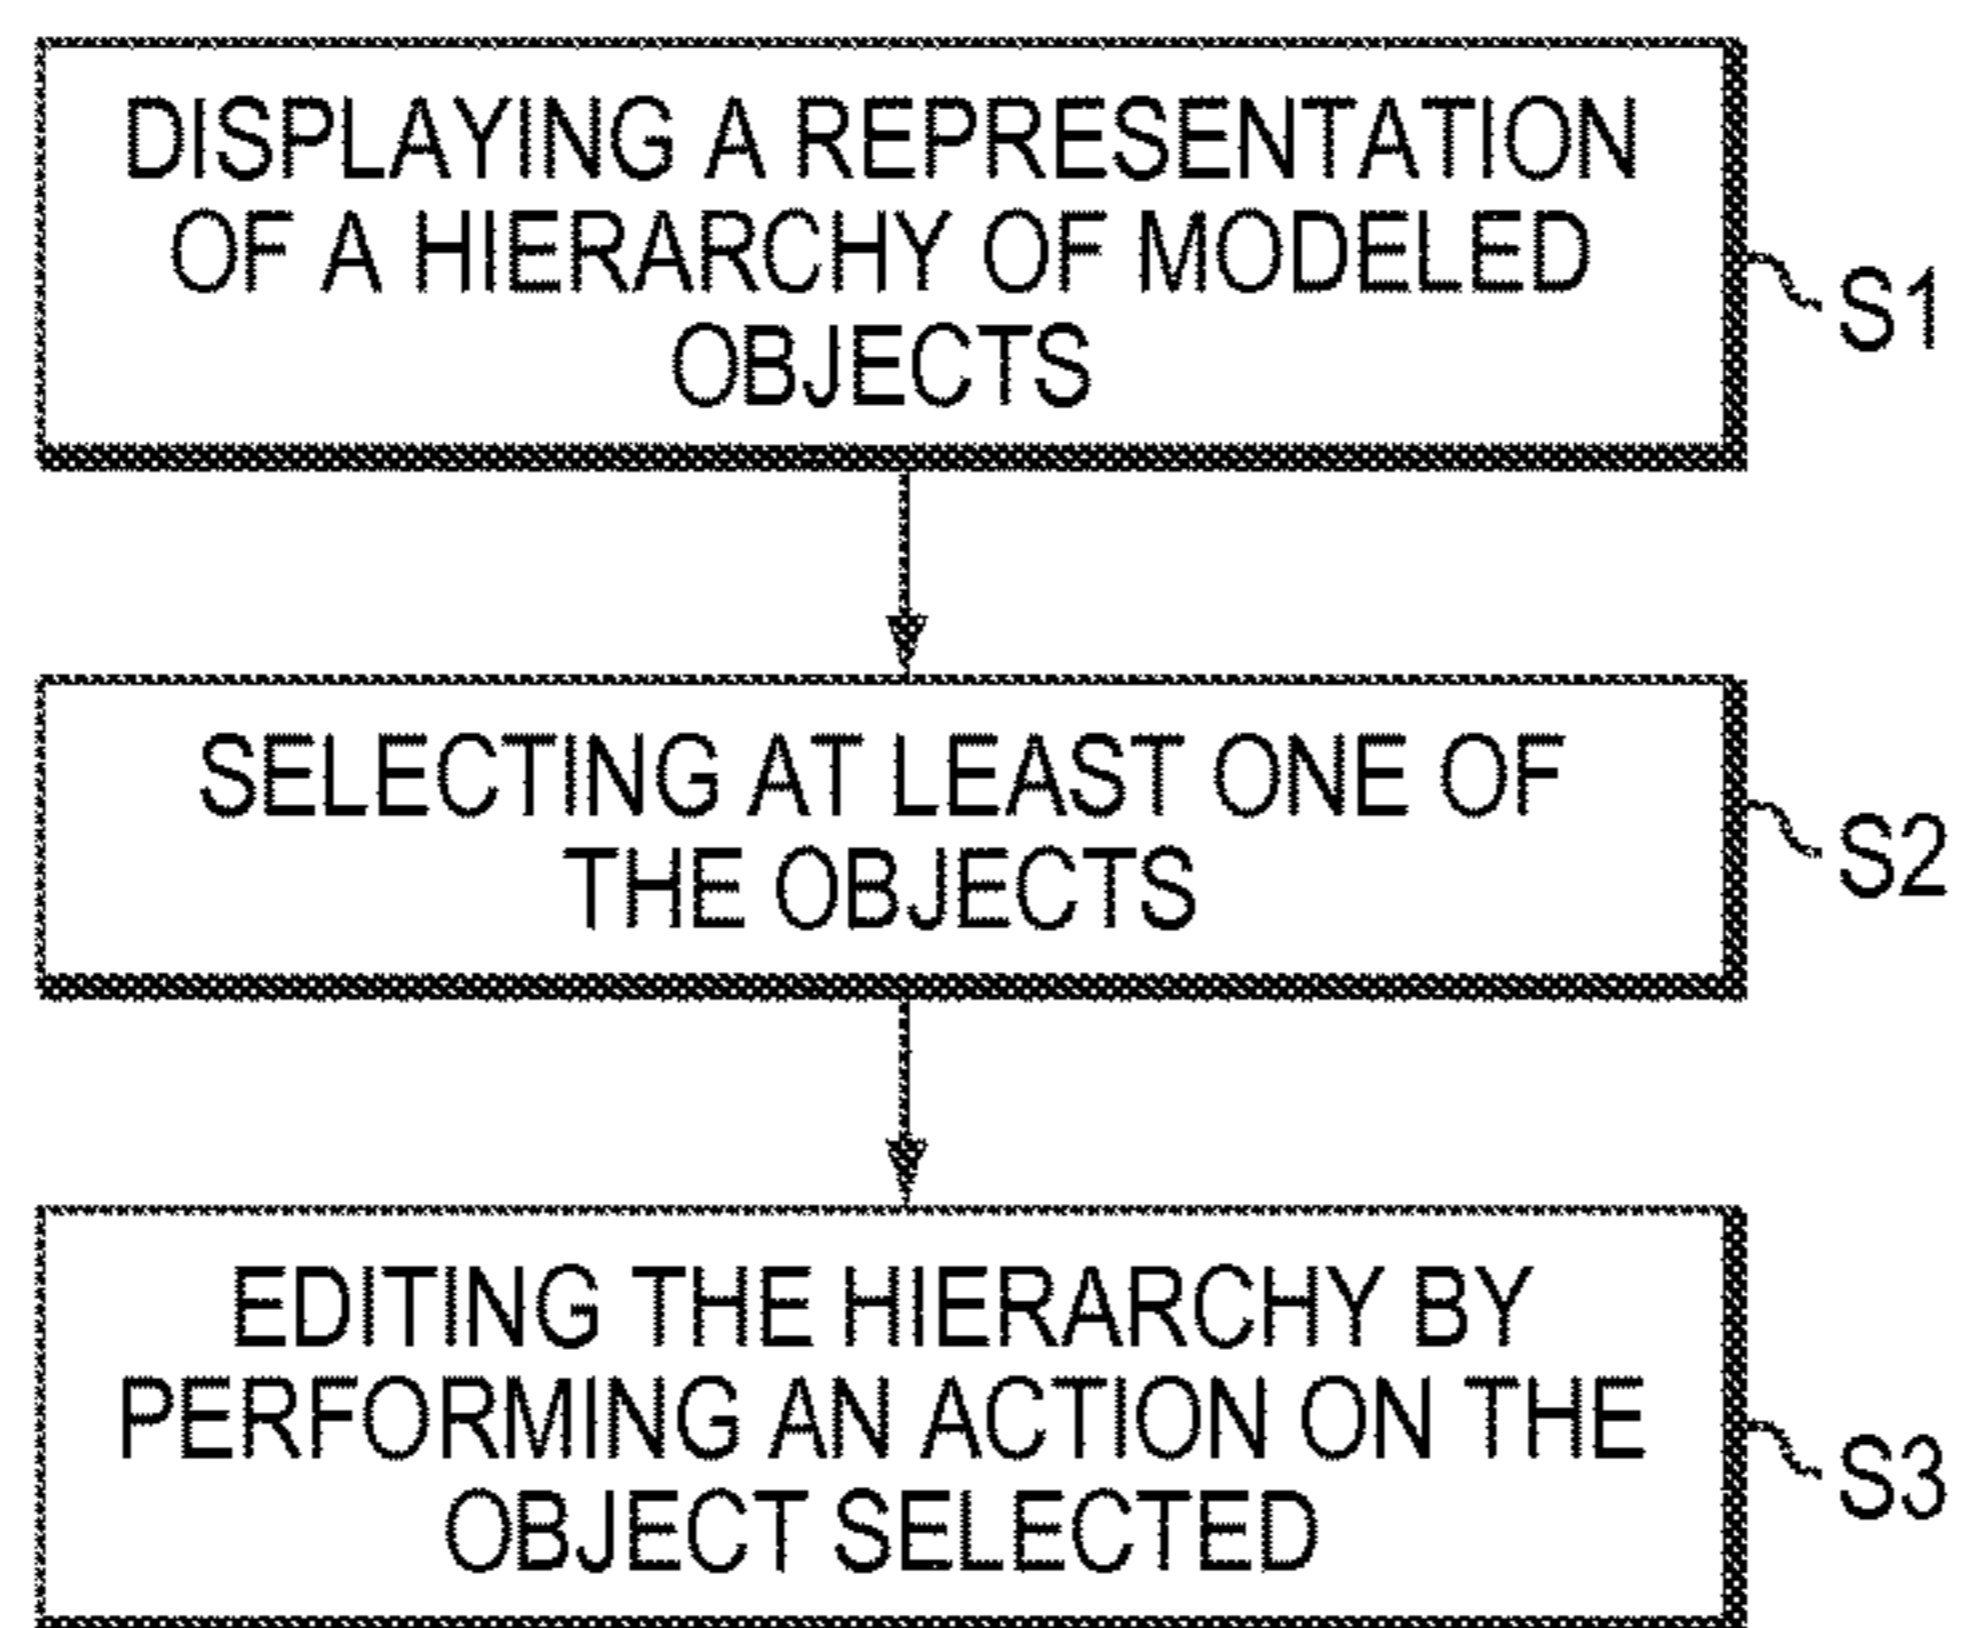 DISPLAYING A REPRESENTATION
OF A HIERARCHY OF MODELED
OBJECTS
S1
SELECTING AT LEAST ONE OF
THE OBJECTS
S2
EDITING THE HIERARCHY BY
PERFORMING AN ACTION ON THE
OBJECT SELECTED
S3